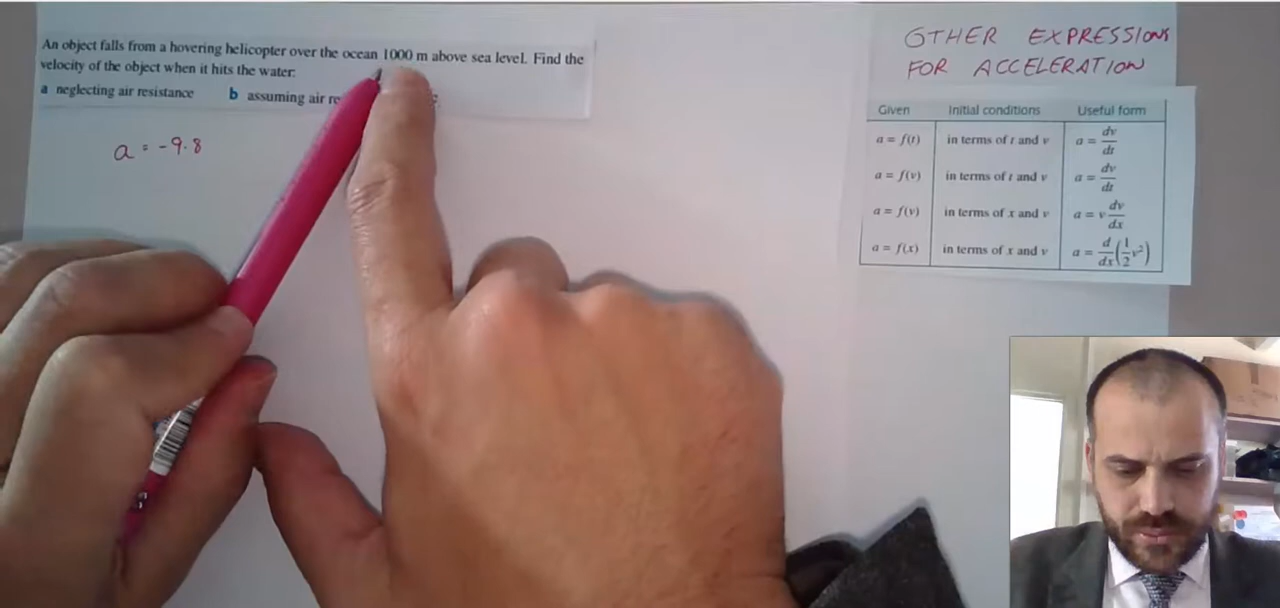 An object falls from a hovering helicopter over the ocean 1000 m above sea level. Find the
velocity of the object when it hits the water:
a neglecting air resistance b assuming air
a = -9.8
OTHER EXPRESSIONS
FOR ACCELERATION
Given Initial conditions Useful form
a = f(t) in terms of t and v a = dv/dt
a = f(v) in terms of t and v a = dv/dt
a = f(v) in terms of x and v a = v dv/dx
a = f(x) in terms of x and v a = d/dx(1/2 v²)